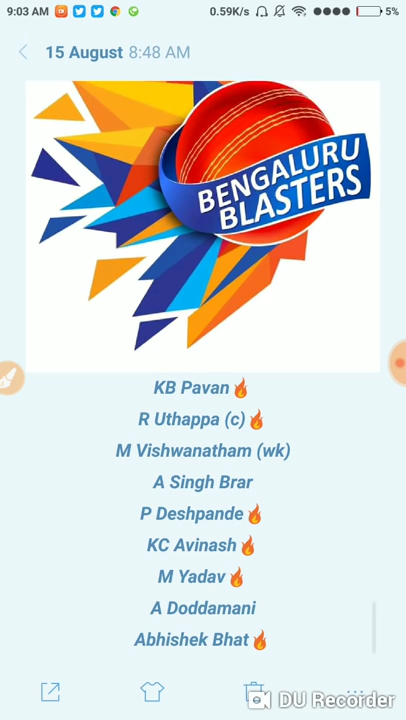 9:03 AM 0.59K/s 5%
15 August 8:48 AM
BENGALURU
BLASTERS
KB Pavan🔥
R Uthappa (c)🔥
M Vishwanatham (wk)
A Singh Brar
P Deshpande🔥
KC Avinash🔥
M Yadav🔥
A Doddamani
Abhishek Bhat🔥
DU Recorder